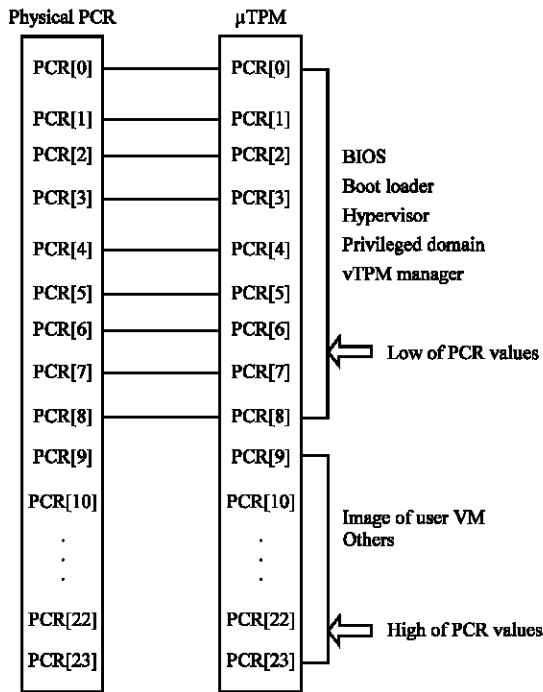 Physical PCR
μTPM
PCR[0]
PCR[1]
PCR[2]
PCR[3]
PCR[4]
PCR[5]
PCR[6]
PCR[7]
PCR[8]
PCR[9]
PCR[10]
.
.
.
PCR[22]
PCR[23]
PCR[0]
PCR[1]
PCR[2]
PCR[3]
PCR[4]
PCR[5]
PCR[6]
PCR[7]
PCR[8]
PCR[9]
PCR[10]
.
.
.
PCR[22]
PCR[23]
BIOS
Boot loader
Hypervisor
Privileged domain
vTPM manager
Low of PCR values
Image of user VM
Others
High of PCR values